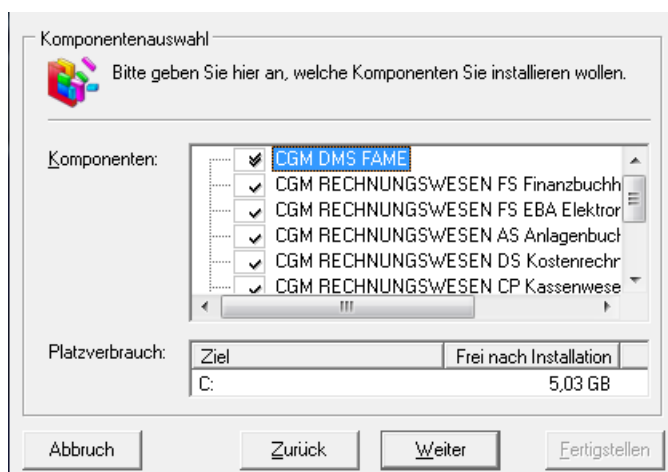 Komponentenauswahl
Bitte geben Sie hier an, welche Komponenten Sie installieren wollen.
Komponenten:
CGM DMS FAME
CGM RECHNUNGSWESEN FS Finanzbuchh
CGM RECHNUNGSWESEN FS EBA Elektror
CGM RECHNUNGSWESEN AS Anlagenbuch
CGM RECHNUNGSWESEN DS Kostenrechr
CGM RECHNUNGSWESEN CP Kassenwese
Platzverbrauch:
Ziel Frei nach Installation
C: 5,03 GB
Abbruch Zurück Weiter Fertigstellen